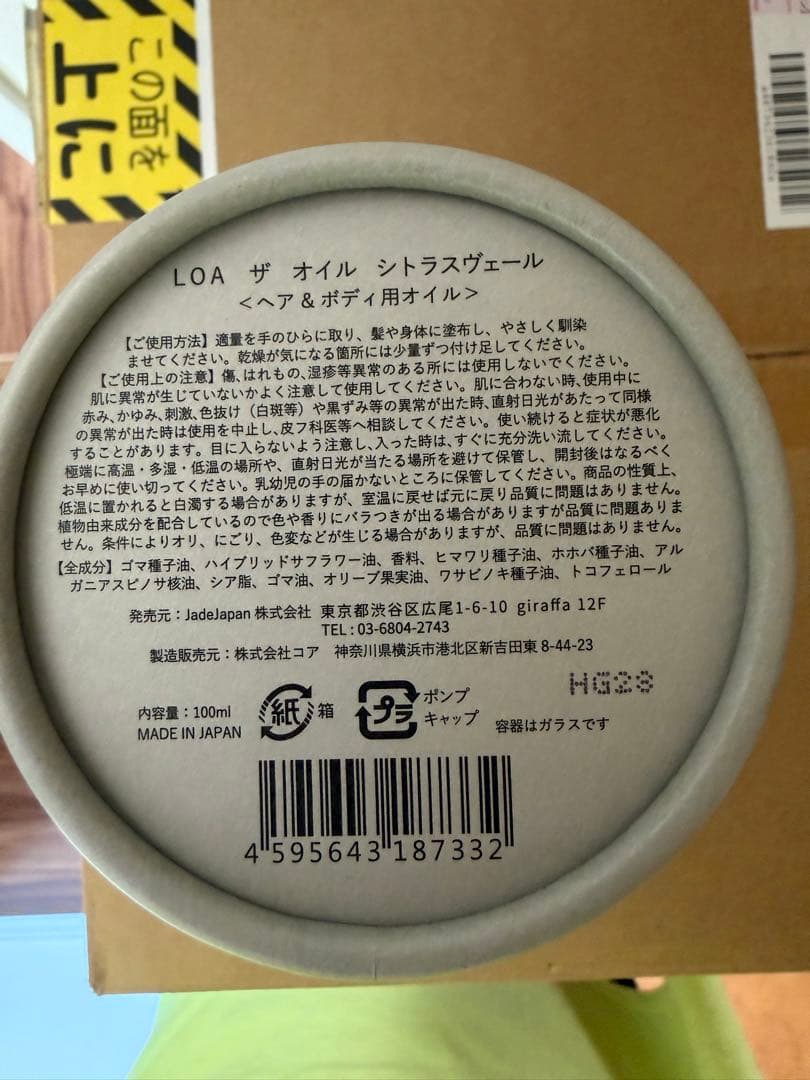 この面を
上に
LOA ザ オイル シトラスヴェール
＜ヘア＆ボディ用オイル＞
【ご使用方法】適量を手のひらに取り、髪や身体に塗布し、やさしく馴染
ませてください。乾燥が気になる箇所には少量ずつ付け足してください。
【ご使用上の注意】傷、はれもの、湿疹等異常のある所には使用しないでください。
肌に異常が生じていないかよく注意して使用してください。肌に合わない時、使用中に
赤み、かゆみ、刺激、色抜け（白斑等）や黒ずみ等の異常が出た時、直射日光があたって同様
の異常が出た時は使用を中止し、皮フ科医等へ相談してください。使い続けると症状が悪化
することがあります。目に入らないよう注意し、入った時は、すぐに充分洗い流してください。
極端に高温・多湿・低温の場所や、直射日光が当たる場所を避けて保管し、開封後はなるべく
お早めに使い切ってください。乳幼児の手の届かないところに保管してください。商品の性質上、
低温に置かれると白濁する場合がありますが、室温に戻せば元に戻り品質に問題はありません。
植物由来成分を配合しているので色や香りにバラつきが出る場合がありますが品質に問題ありま
せん。条件によりオリ、にごり、色変などが生じる場合がありますが、品質に問題はありません。
【全成分】ゴマ種子油、ハイブリッドサフラワー油、香料、ヒマワリ種子油、ホホバ種子油、アル
ガニアスピノサ核油、シア脂、ゴマ油、オリーブ果実油、ワサビノキ種子油、トコフェロール
発売元：JadeJapan 株式会社 東京都渋谷区広尾1-6-10 giraffa 12F
TEL : 03-6804-2743
製造販売元：株式会社コア 神奈川県横浜市港北区新吉田東 8-44-23
HG28
内容量：100ml
MADE IN JAPAN
紙 箱
プラ ポンプ
キャップ
容器はガラスです
4 595643 187332